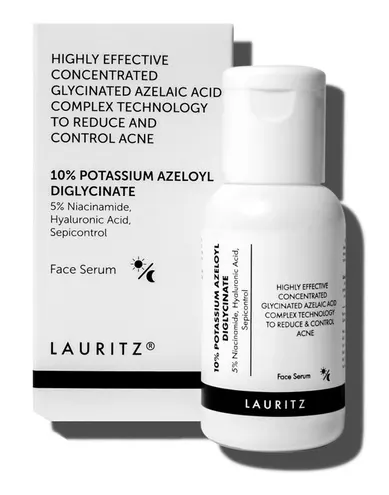 HIGHLY EFFECTIVE
CONCENTRATED
GLYCINATED AZELAIC ACID
COMPLEX TECHNOLOGY
TO REDUCE AND
CONTROL ACNE
10% POTASSIUM AZELOYL
DIGLYCINATE
5% Niacinamide,
Hyaluronic Acid,
Sepicontrol
Face Serum
LAURITZ®
10% POTASSIUM AZELOYL
DIGLYCINATE
5% Niacinamide, Hyaluronic Acid,
Sepicontrol
HIGHLY EFFECTIVE
CONCENTRATED
GLYCINATED AZELAIC ACID
COMPLEX TECHNOLOGY
TO REDUCE & CONTROL
ACNE
Face Serum
LAURITZ